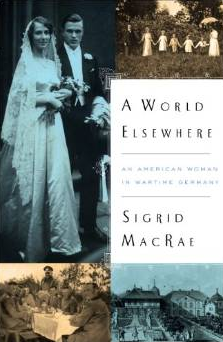 A WORLD
ELSEWHERE
AN AMERICAN WOMAN
IN WARTIME GERMANY
SIGRID
MACRAE